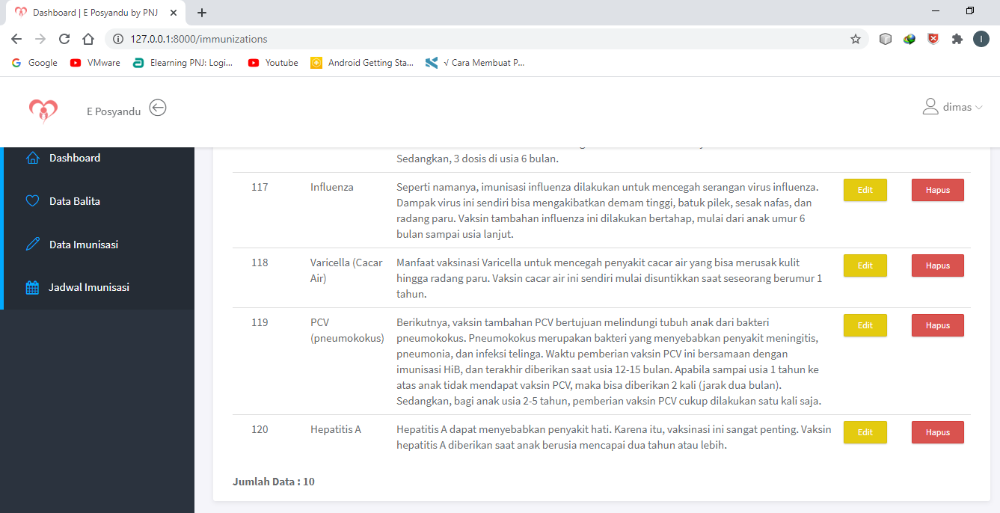 Dashboard | E Posyandu by PNJ
127.0.0.1:8000/immunizations
I
Google
VMware
Elearning PNJ: Logi...
Youtube
Android Getting Sta...
√ Cara Membuat P...
E Posyandu
dimas
Dashboard
Data Balita
Data Imunisasi
Jadwal Imunisasi
Sedangkan, 3 dosis di usia 6 bulan.
117
Influenza
Seperti namanya, imunisasi influenza dilakukan untuk mencegah serangan virus influenza.
Dampak virus ini sendiri bisa mengakibatkan demam tinggi, batuk pilek, sesak nafas, dan
radang paru. Vaksin tambahan influenza ini dilakukan bertahap, mulai dari anak umur 6
bulan sampai usia lanjut.
Edit
Hapus
118
Varicella (Cacar
Air)
Manfaat vaksinasi Varicella untuk mencegah penyakit cacar air yang bisa merusak kulit
hingga radang paru. Vaksin cacar air ini sendiri mulai disuntikkan saat seseorang berumur 1
tahun.
Edit
Hapus
119
PCV
(pneumokokus)
Berikutnya, vaksin tambahan PCV bertujuan melindungi tubuh anak dari bakteri
pneumokokus. Pneumokokus merupakan bakteri yang menyebabkan penyakit meningitis,
pneumonia, dan infeksi telinga. Waktu pemberian vaksin PCV ini bersamaan dengan
imunisasi HiB, dan terakhir diberikan saat usia 12-15 bulan. Apabila sampai usia 1 tahun ke
atas anak tidak mendapat vaksin PCV, maka bisa diberikan 2 kali (jarak dua bulan).
Sedangkan, bagi anak usia 2-5 tahun, pemberian vaksin PCV cukup dilakukan satu kali saja.
Edit
Hapus
120
Hepatitis A
Hepatitis A dapat menyebabkan penyakit hati. Karena itu, vaksinasi ini sangat penting. Vaksin
hepatitis A diberikan saat anak berusia mencapai dua tahun atau lebih.
Edit
Hapus
Jumlah Data : 10